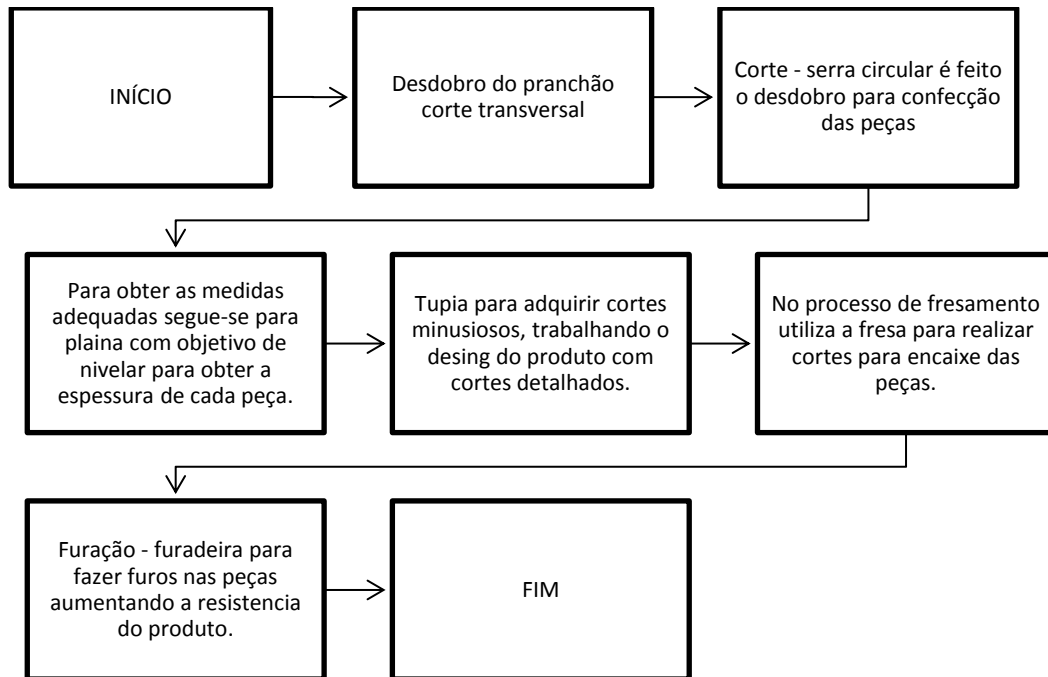 INÍCIO
Desdobro do pranchão
corte transversal
Corte - serra circular é feito
o desdobro para confecção
das peças
Para obter as medidas
adequadas segue-se para
plaina com objetivo de
nivelar para obter a
espessura de cada peça.
Tupia para adquirir cortes
minusiosos, trabalhando o
desing do produto com
cortes detalhados.
No processo de fresamento
utiliza a fresa para realizar
cortes para encaixe das
peças.
Furação - furadeira para
fazer furos nas peças
aumentando a resistencia
do produto.
FIM